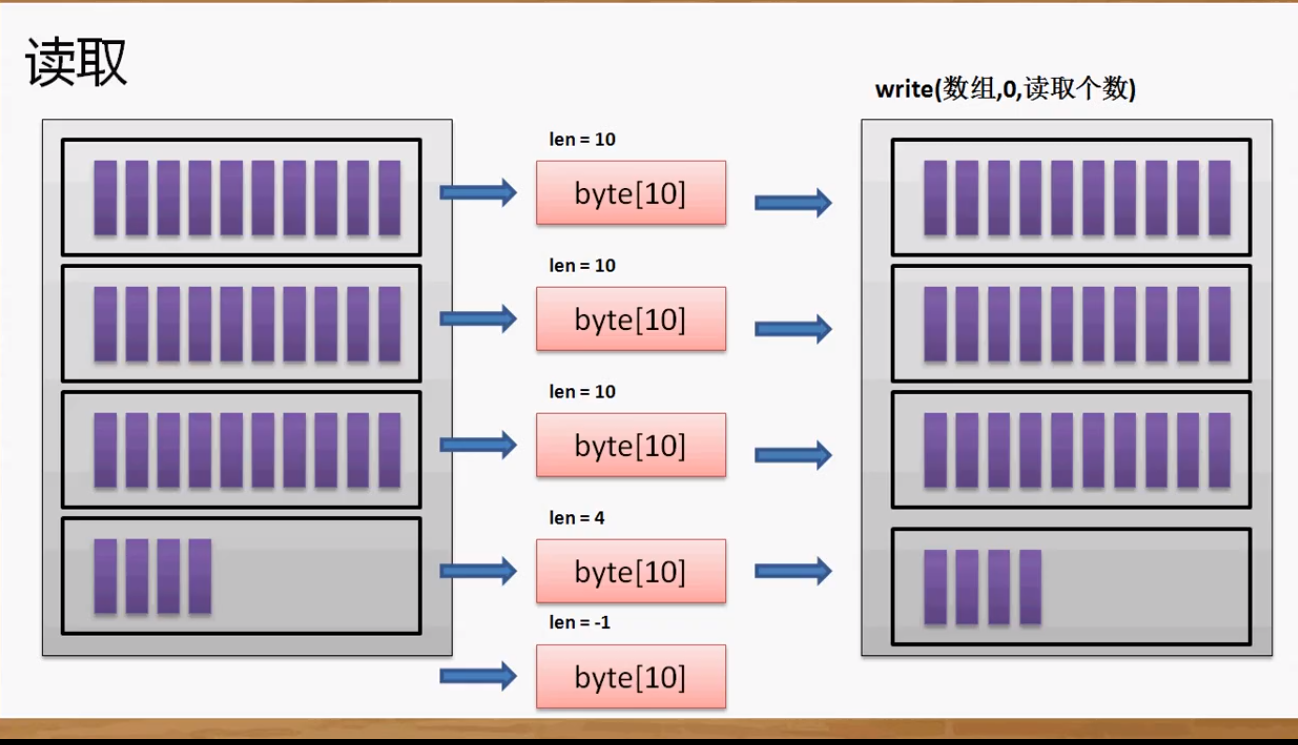 读取
write(数组,0,读取个数)
len = 10
byte[10]
len = 10
byte[10]
len = 10
byte[10]
len = 4
byte[10]
len = -1
byte[10]